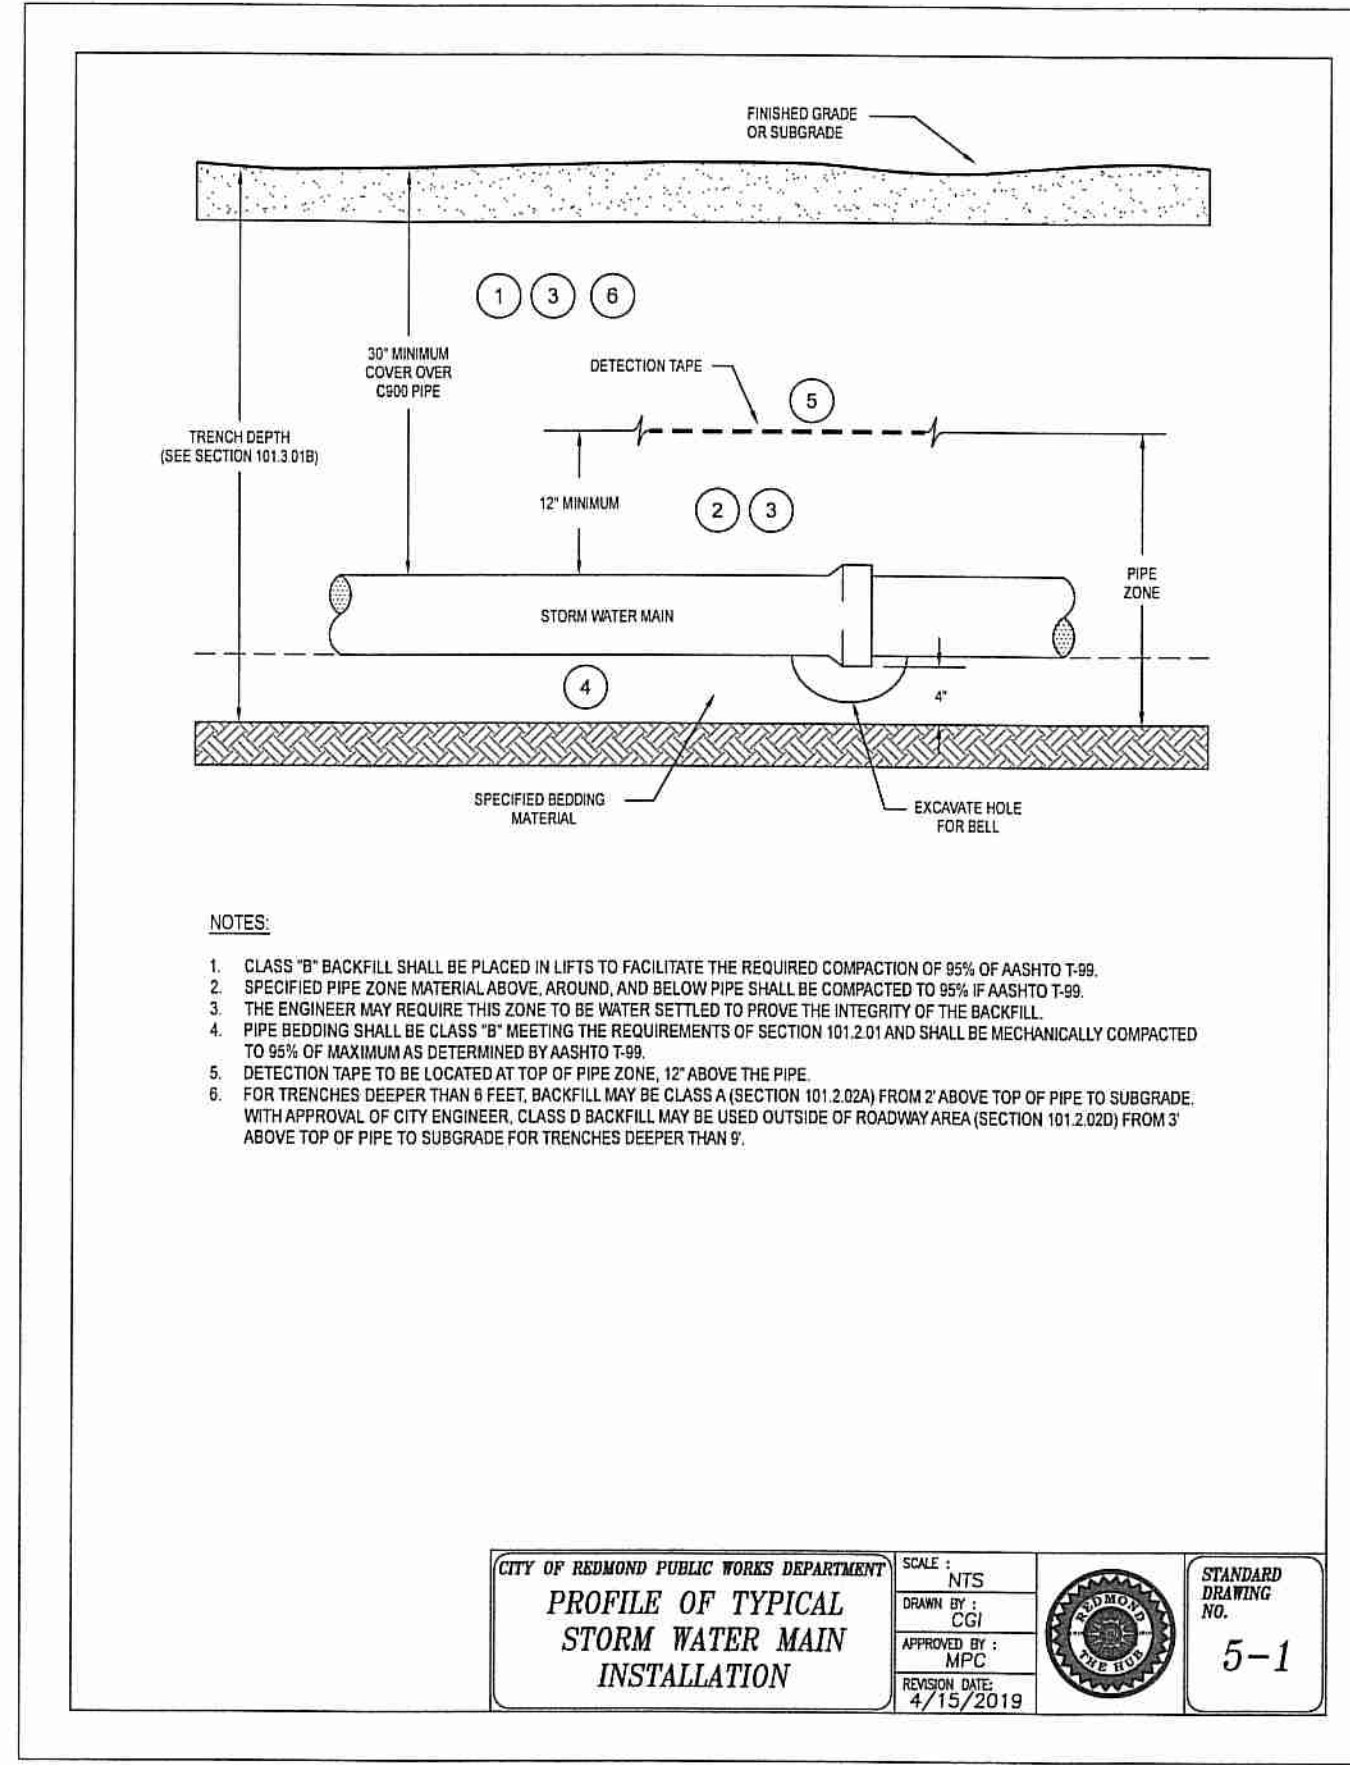 FINISHED GRADE
OR SUBGRADE
1 3 6
30" MINIMUM
COVER OVER
C900 PIPE
DETECTION TAPE
5
TRENCH DEPTH
(SEE SECTION 101.3.01B)
12" MINIMUM
2 3
PIPE
ZONE
STORM WATER MAIN
4
4"
SPECIFIED BEDDING
MATERIAL
EXCAVATE HOLE
FOR BELL
NOTES:
1. CLASS "B" BACKFILL SHALL BE PLACED IN LIFTS TO FACILITATE THE REQUIRED COMPACTION OF 95% OF AASHTO T-99.
2. SPECIFIED PIPE ZONE MATERIAL ABOVE, AROUND, AND BELOW PIPE SHALL BE COMPACTED TO 95% IF AASHTO T-99.
3. THE ENGINEER MAY REQUIRE THIS ZONE TO BE WATER SETTLED TO PROVE THE INTEGRITY OF THE BACKFILL.
4. PIPE BEDDING SHALL BE CLASS "B" MEETING THE REQUIREMENTS OF SECTION 101.2.01 AND SHALL BE MECHANICALLY COMPACTED
TO 95% OF MAXIMUM AS DETERMINED BY AASHTO T-99.
5. DETECTION TAPE TO BE LOCATED AT TOP OF PIPE ZONE, 12" ABOVE THE PIPE.
6. FOR TRENCHES DEEPER THAN 6 FEET, BACKFILL MAY BE CLASS A (SECTION 101.2.02A) FROM 2' ABOVE TOP OF PIPE TO SUBGRADE.
WITH APPROVAL OF CITY ENGINEER, CLASS D BACKFILL MAY BE USED OUTSIDE OF ROADWAY AREA (SECTION 101.2.02D) FROM 3'
ABOVE TOP OF PIPE TO SUBGRADE FOR TRENCHES DEEPER THAN 9'.
CITY OF REDMOND PUBLIC WORKS DEPARTMENT
PROFILE OF TYPICAL
STORM WATER MAIN
INSTALLATION
SCALE :
NTS
DRAWN BY :
CGI
APPROVED BY :
MPC
REVISION DATE:
4/15/2019
REDMOND
THE HUB
STANDARD
DRAWING
NO.
5-1